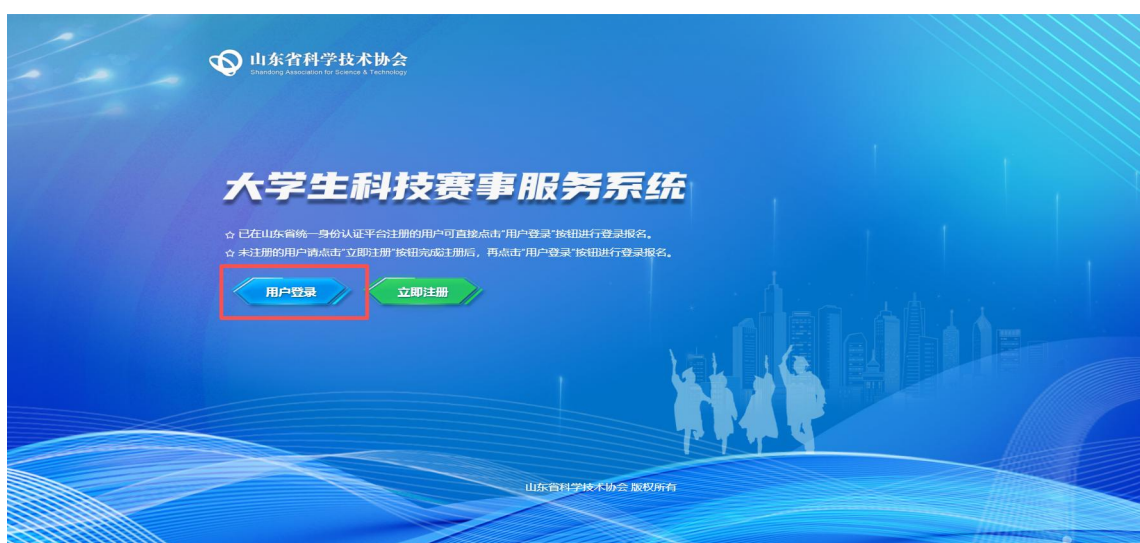 山东省科学技术协会
Shandong Association for Science & Technology
大学生科技赛事服务系统
☆ 已在山东省统一身份认证平台注册的用户可直接点击"用户登录"按钮进行登录报名。
☆ 未注册的用户请点击"立即注册"按钮完成注册后，再点击"用户登录"按钮进行登录报名。
用户登录 立即注册
山东省科学技术协会 版权所有